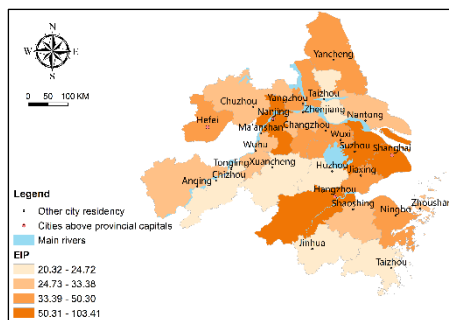 N
W E
S
0 50 100 KM
Yancheng
Taizhou
Chuzhou
Yangzhou
Zhenjiang
Nanjing
Nantong
Hefei
Ma'anshan
Changzhou
Wuxi
Suzhou
Shanghai
Wuhu
Tongling
Xuancheng
Huzhou
Jiaxing
Anqing
Chizhou
Hangzhou
Shaoshing
Ningbo
Zhoushan
Jinhua
Taizhou
Legend
Other city residency
Cities above provincial capitals
Main rivers
EIP
20.32 - 24.72
24.73 - 33.38
33.39 - 50.30
50.31 - 103.41